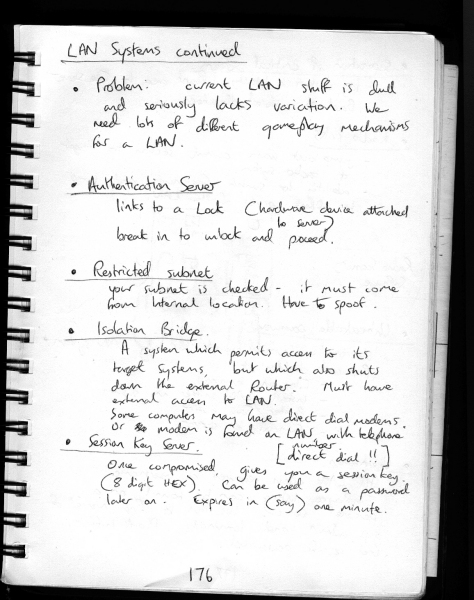 LAN Systems continued
• Problem: current LAN stuff is dull
and seriously lacks variation. We
need lots of different gameplay mechanisms
for a LAN.
• Authentication Server
links to a Lock (hardware device attached
to server)
break in to unlock and proceed.
• Restricted subnet
your subnet is checked - it must come
from Internal location. Have to spoof.
• Isolation Bridge.
A system which permits access to its
target systems, but which also shuts
down the external Router. Must have
external access to LAN.
Some computers may have direct dial modems.
Or modem is found on LAN with telephone
number.
• Session Key Server. [direct dial !!]
Once compromised, gives you a session key.
(8 digit HEX). Can be used as a password
later on. Expires in (say) one minute.
176